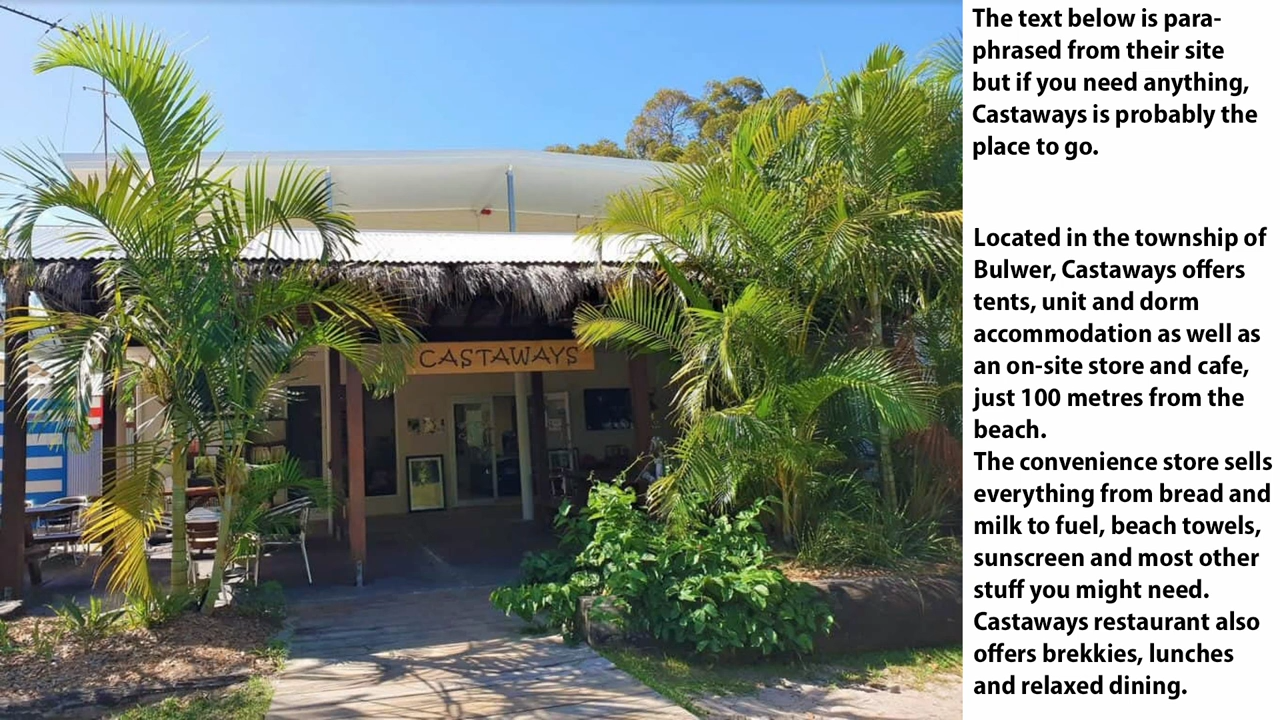 CASTAWAYS
The text below is para-
phrased from their site
but if you need anything,
Castaways is probably the
place to go.
Located in the township of
Bulwer, Castaways offers
tents, unit and dorm
accommodation as well as
an on-site store and cafe,
just 100 metres from the
beach.
The convenience store sells
everything from bread and
milk to fuel, beach towels,
sunscreen and most other
stuff you might need.
Castaways restaurant also
offers brekkies, lunches
and relaxed dining.